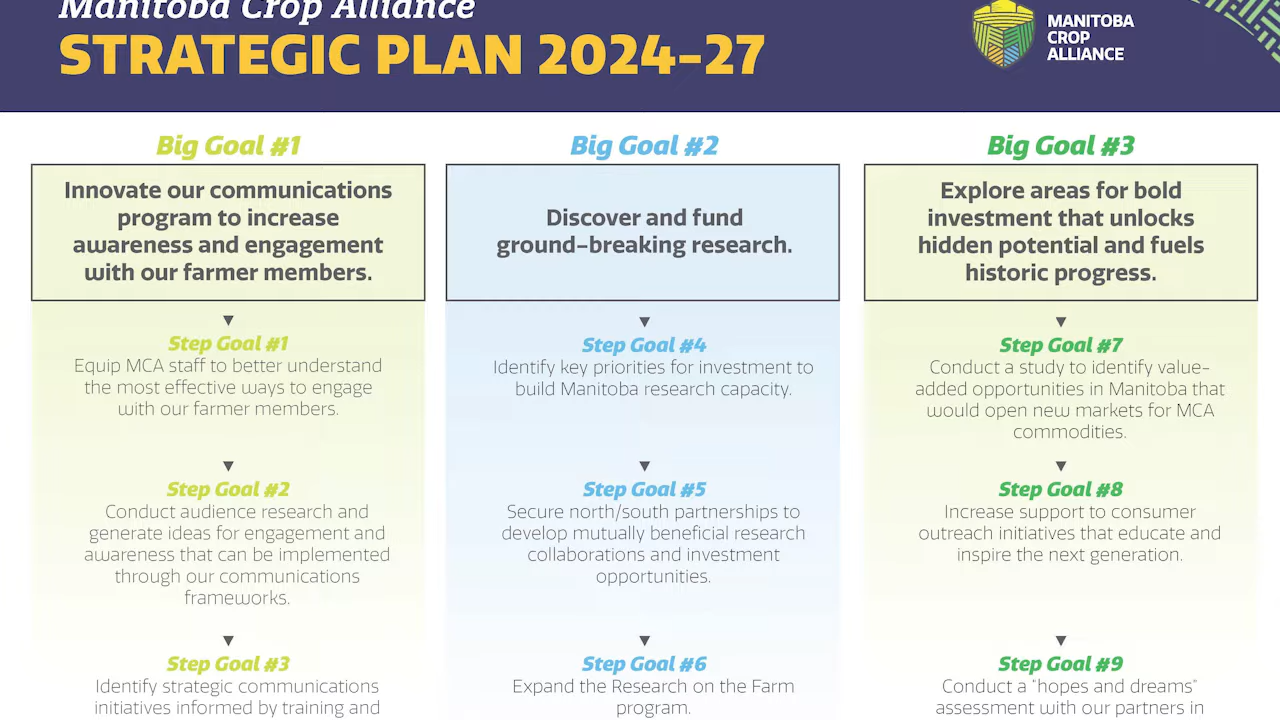 Manitoba Crop Alliance
STRATEGIC PLAN 2024-27
MANITOBA
CROP
ALLIANCE
Big Goal #1
Innovate our communications
program to increase
awareness and engagement
with our farmer members.
Step Goal #1
Equip MCA staff to better understand
the most effective ways to engage
with our farmer members.
Step Goal #2
Conduct audience research and
generate ideas for engagement and
awareness that can be implemented
through our communications
frameworks.
Step Goal #3
Identify strategic communications
initiatives informed by training and
Big Goal #2
Discover and fund
ground-breaking research.
Step Goal #4
Identify key priorities for investment to
build Manitoba research capacity.
Step Goal #5
Secure north/south partnerships to
develop mutually beneficial research
collaborations and investment
opportunities.
Step Goal #6
Expand the Research on the Farm
program.
Big Goal #3
Explore areas for bold
investment that unlocks
hidden potential and fuels
historic progress.
Step Goal #7
Conduct a study to identify value-
added opportunities in Manitoba that
would open new markets for MCA
commodities.
Step Goal #8
Increase support to consumer
outreach initiatives that educate and
inspire the next generation.
Step Goal #9
Conduct a "hopes and dreams"
assessment with our partners in